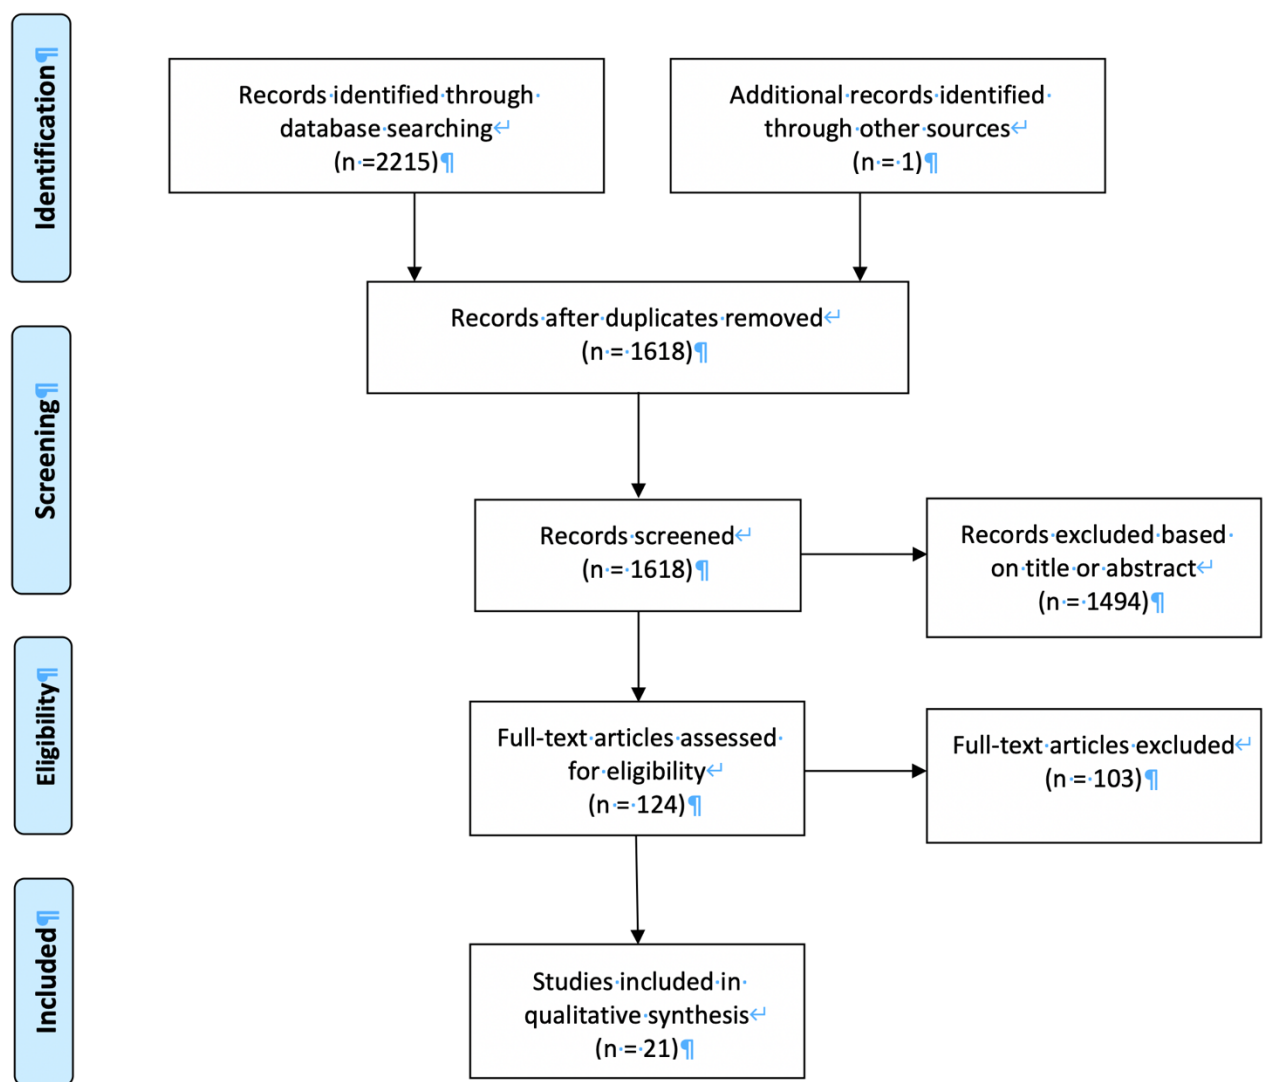 Identification¶
Records·identified·through·
database·searching↵
(n·=2215)¶
Additional·records·identified·
through·other·sources↵
(n·=·1)¶
Records·after·duplicates·removed↵
(n·=·1618)¶
Screening¶
Records·screened↵
(n·=·1618)¶
Records·excluded·based·
on·title·or·abstract↵
(n·=·1494)¶
Eligibility¶
Full-text·articles·assessed·
for·eligibility↵
(n·=·124)¶
Full-text·articles·excluded↵
(n·=·103)¶
Included¶
Studies·included·in·
qualitative·synthesis↵
(n·=·21)¶